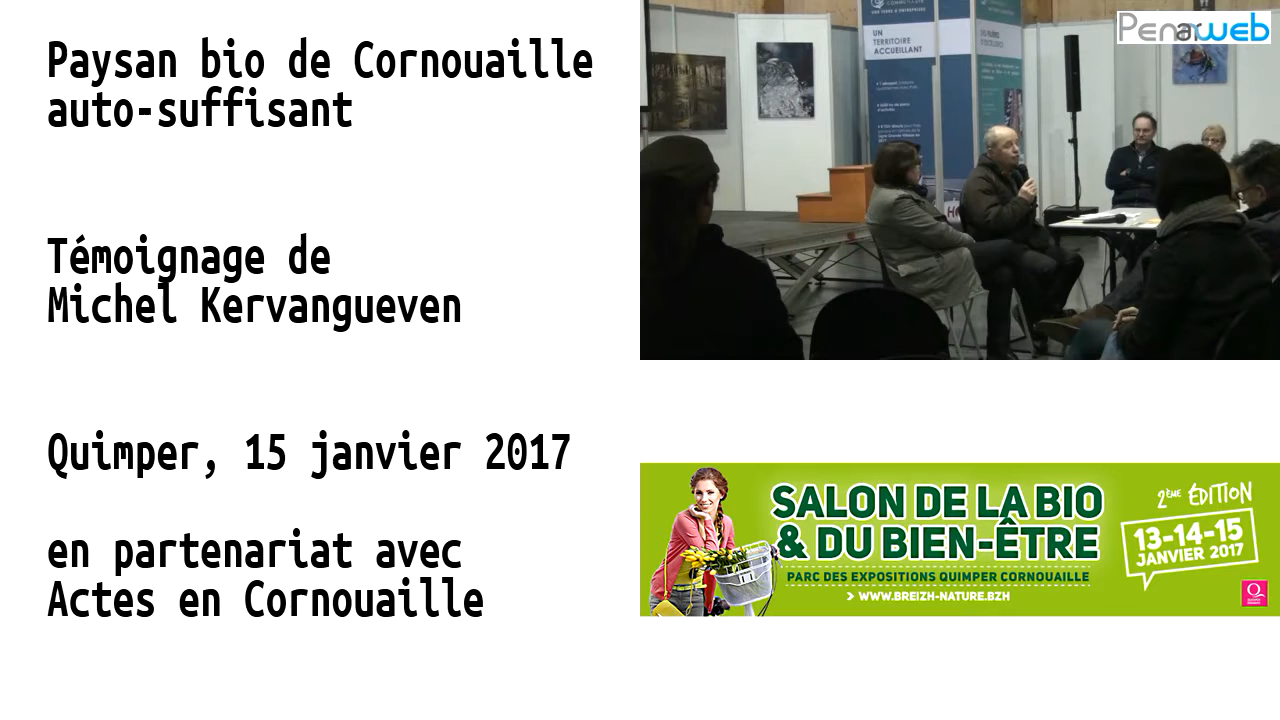 Paysan bio de Cornouaille
auto-suffisant
Témoignage de
Michel Kervangueven
Quimper, 15 janvier 2017
en partenariat avec
Actes en Cornouaille
Penarweb
UN
TERRITOIRE
ACCUEILLANT
SALON DE LA BIO
& DU BIEN-ÊTRE
PARC DES EXPOSITIONS QUIMPER CORNOUAILLE
> WWW.BREIZH-NATURE.BZH
2ÈME ÉDITION
13-14-15
JANVIER 2017